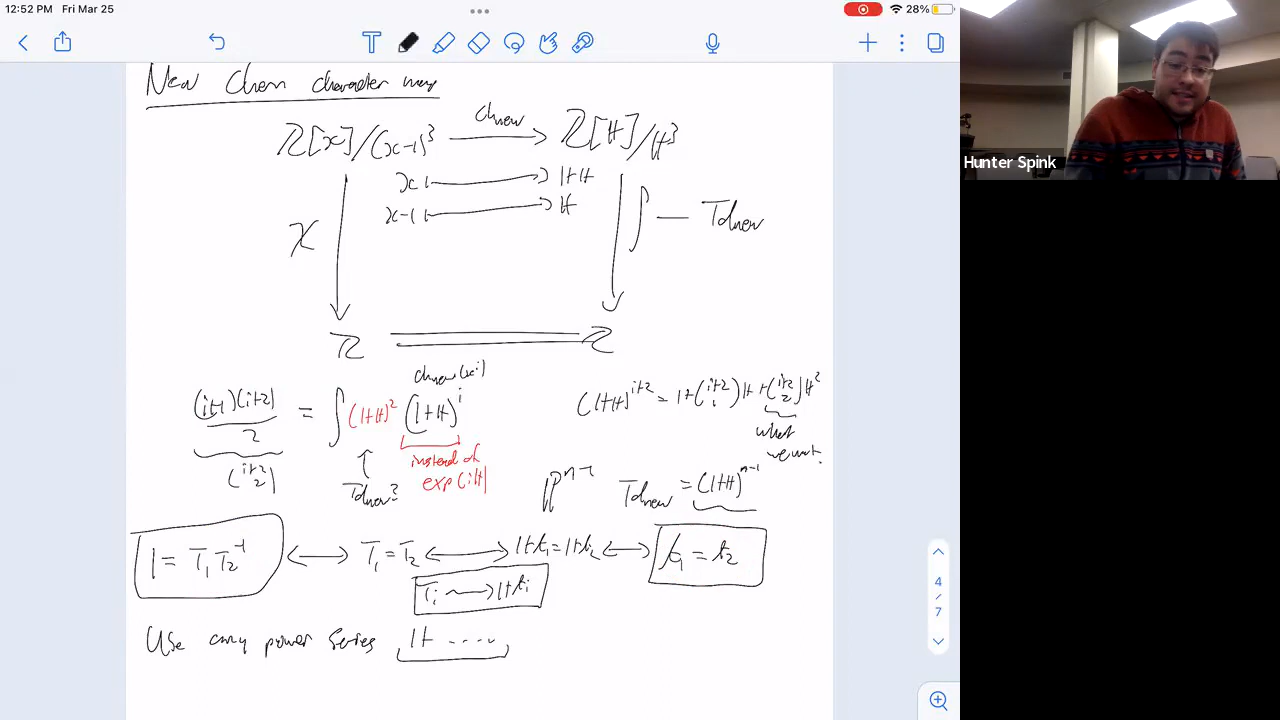 12:52 PM Fri Mar 25
28%
New Chern character map
Z[x]/(x-1)³ → Z[H]/H³
chnew
x ↦ 1+H
x-1 ↦ H
χ
∫ — Tdnew
Z = Z
(i+1)(i+2)/2 = ∫ (1+H)² (1+H)^i
chnew(x^i)
(i+2 choose 2)
Tdnew?
instead of
exp(iH)
(1+H)^{i+2} = 1+(i+2 choose 1)H+(i+2 choose 2)H²
what
we want.
P^{n-1} Tdnew = (1+H)^{n-1}
1 = T₁T₂⁻¹ ⟷ T₁=T₂ ⟷ 1+t₁=1+t₂ ⟷ t₁=t₂
Tᵢ ⟿ 1+tᵢ
Use any power series 1+ .....
Hunter Spink
4
/
7